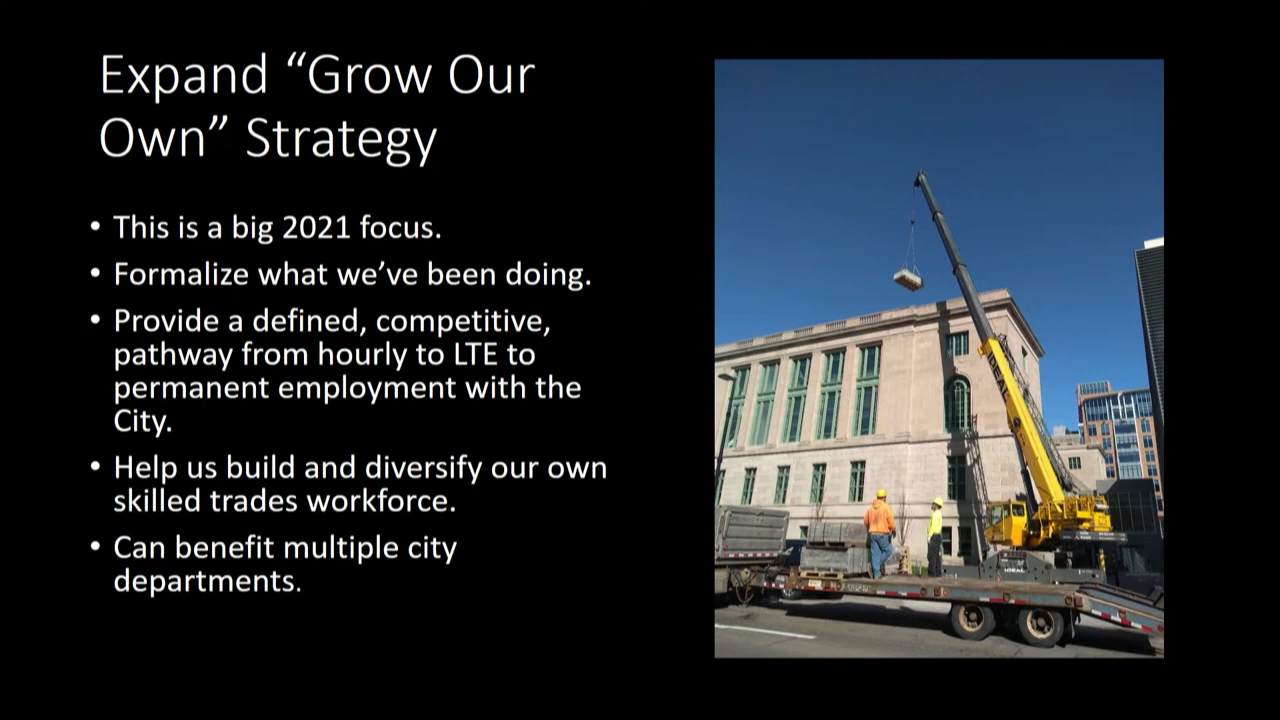 Expand “Grow Our
Own” Strategy
• This is a big 2021 focus.
• Formalize what we’ve been doing.
• Provide a defined, competitive,
pathway from hourly to LTE to
permanent employment with the
City.
• Help us build and diversify our own
skilled trades workforce.
• Can benefit multiple city
departments.
IDEAL